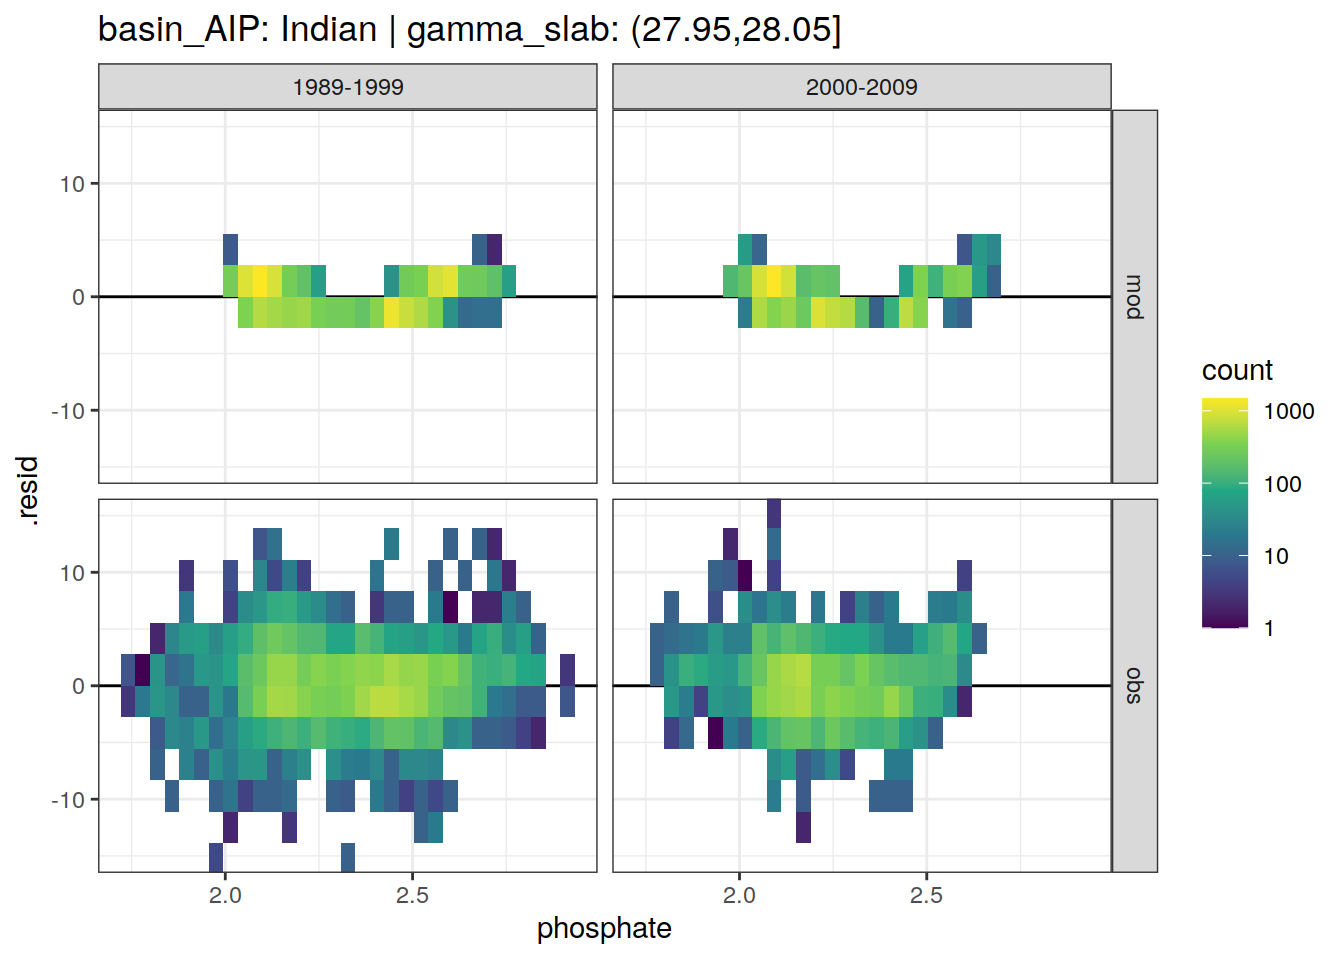 basin_AIP: Indian | gamma_slab: (27.95,28.05]
1989-1999
2000-2009
10
0
-10
mod
10
0
-10
obs
.resid
2.0
2.5
2.0
2.5
phosphate
count
1000
100
10
1